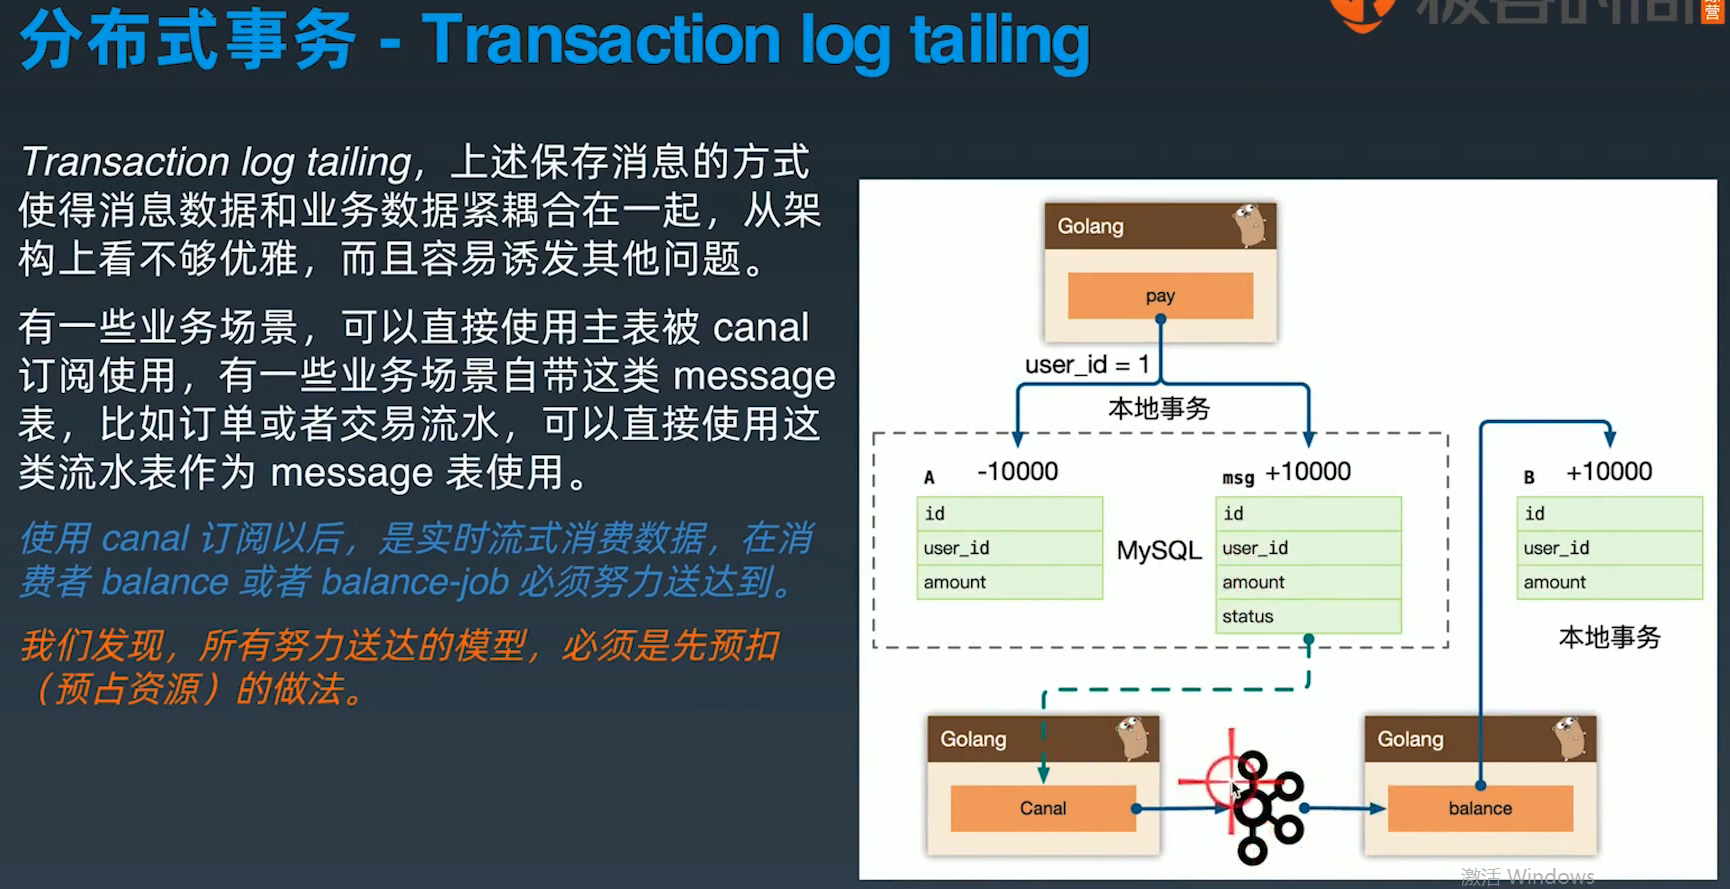 分布式事务 - Transaction log tailing
极客时间
Transaction log tailing，上述保存消息的方式
使得消息数据和业务数据紧耦合在一起，从架
构上看不够优雅，而且容易诱发其他问题。
有一些业务场景，可以直接使用主表被 canal
订阅使用，有一些业务场景自带这类 message
表，比如订单或者交易流水，可以直接使用这
类流水表作为 message 表使用。
使用 canal 订阅以后，是实时流式消费数据，在消
费者 balance 或者 balance-job 必须努力送达到。
我们发现，所有努力送达的模型，必须是先预扣
（预占资源）的做法。
Golang
pay
user_id = 1
本地事务
A -10000
id
user_id
amount
MySQL
msg +10000
id
user_id
amount
status
B +10000
id
user_id
amount
本地事务
Golang
Canal
Golang
balance
激活 Windows